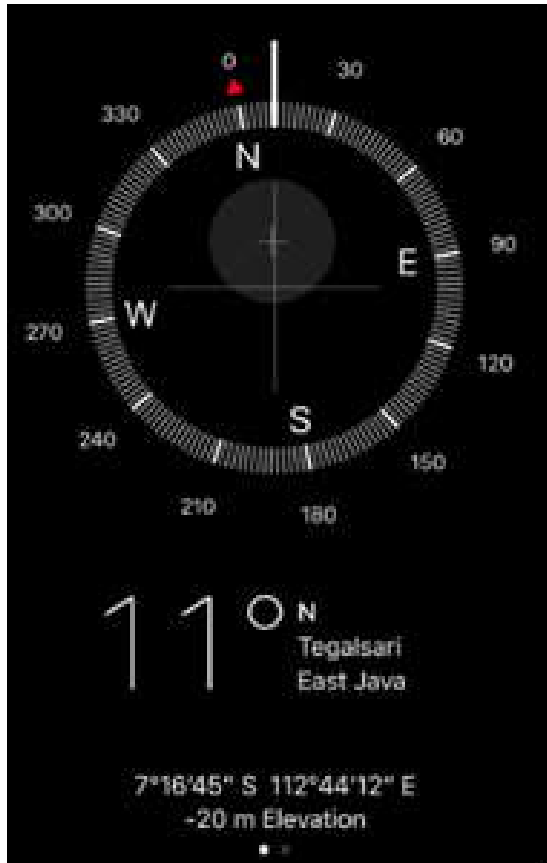 0
30
330
N
60
300
E
90
W
270
120
S
240
150
210
180
11° N
Tegalsari
East Java
7°16'45" S 112°44'12" E
-20 m Elevation